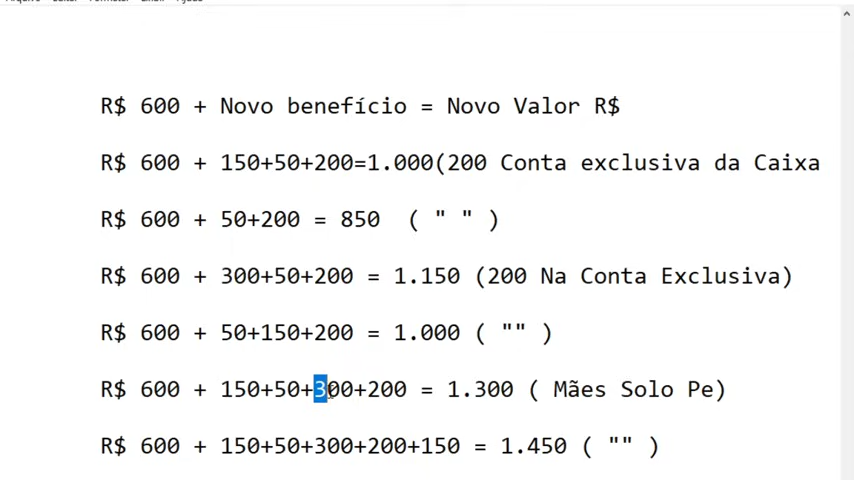 R$ 600 + Novo benefício = Novo Valor R$
R$ 600 + 150+50+200=1.000(200 Conta exclusiva da Caixa
R$ 600 + 50+200 = 850 ( " " )
R$ 600 + 300+50+200 = 1.150 (200 Na Conta Exclusiva)
R$ 600 + 50+150+200 = 1.000 ( "" )
R$ 600 + 150+50+300+200 = 1.300 ( Mães Solo Pe)
R$ 600 + 150+50+300+200+150 = 1.450 ( "" )